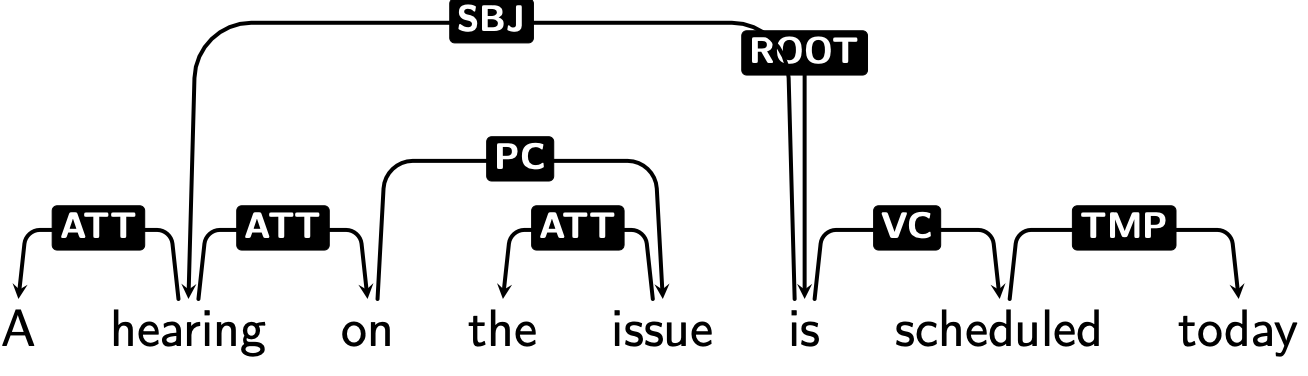 SBJ
ROOT
PC
ATT ATT ATT VC TMP
A hearing on the issue is scheduled today